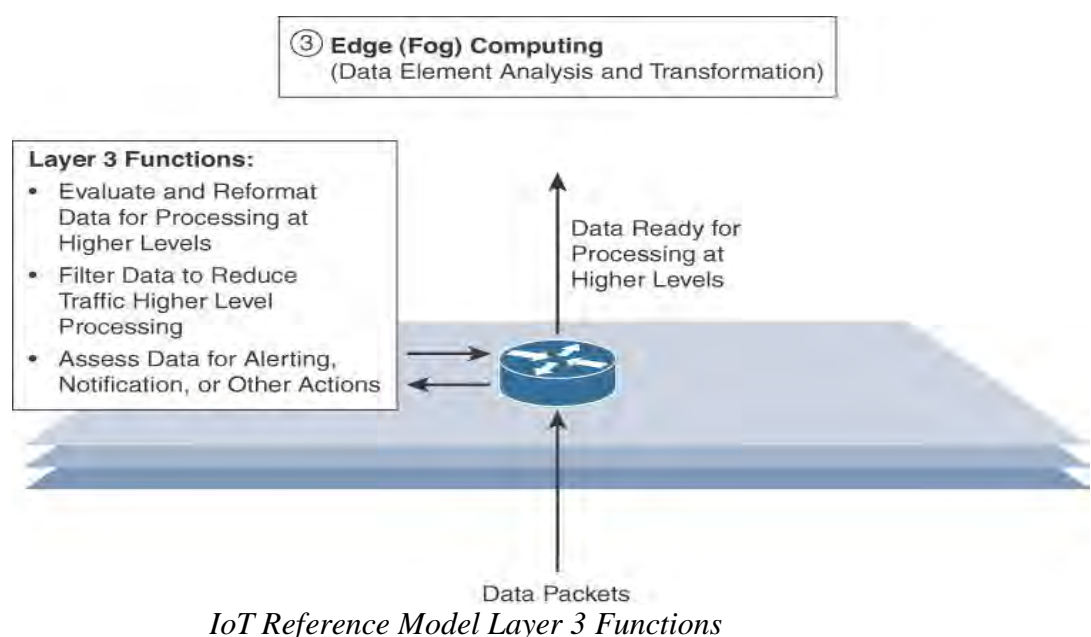 ③ Edge (Fog) Computing
(Data Element Analysis and Transformation)
Layer 3 Functions:
• Evaluate and Reformat
Data for Processing at
Higher Levels
• Filter Data to Reduce
Traffic Higher Level
Processing
• Assess Data for Alerting,
Notification, or Other Actions
Data Ready for
Processing at
Higher Levels
Data Packets
IoT Reference Model Layer 3 Functions